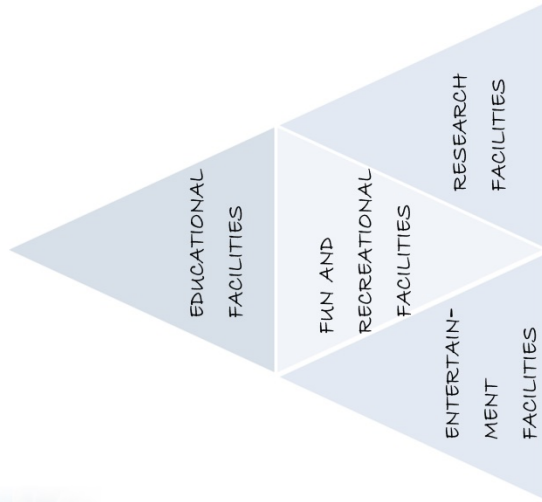 EDUCATIONAL
FACILITIES
FUN AND
RECREATIONAL
FACILITIES
ENTERTAIN-
MENT
FACILITIES
RESEARCH
FACILITIES